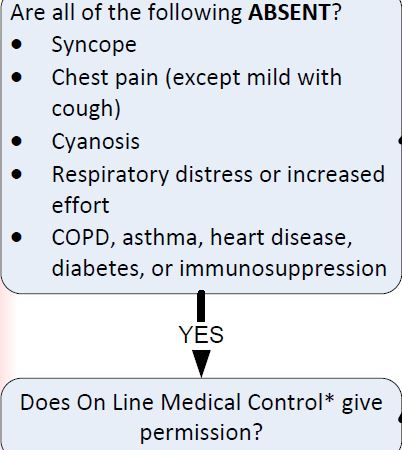 Are all of the following ABSENT?
• Syncope
• Chest pain (except mild with
cough)
• Cyanosis
• Respiratory distress or increased
effort
• COPD, asthma, heart disease,
diabetes, or immunosuppression
YES
Does On Line Medical Control* give
permission?